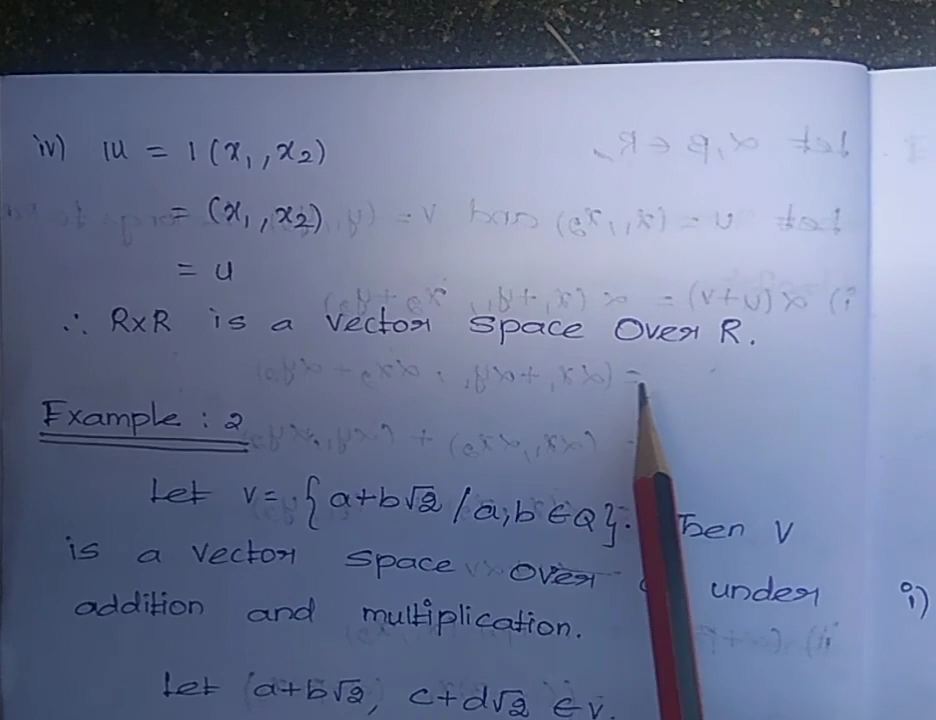 iv) 1u = 1(x₁, x₂)
= (x₁, x₂)
= u
∴ RxR is a vector space over R.
Example : 2
Let V = {a+b√2 / a, b ∈ Q}. Then V
is a vector space over under
addition and multiplication.
i)
Let a+b√2, c+d√2 ∈ V.